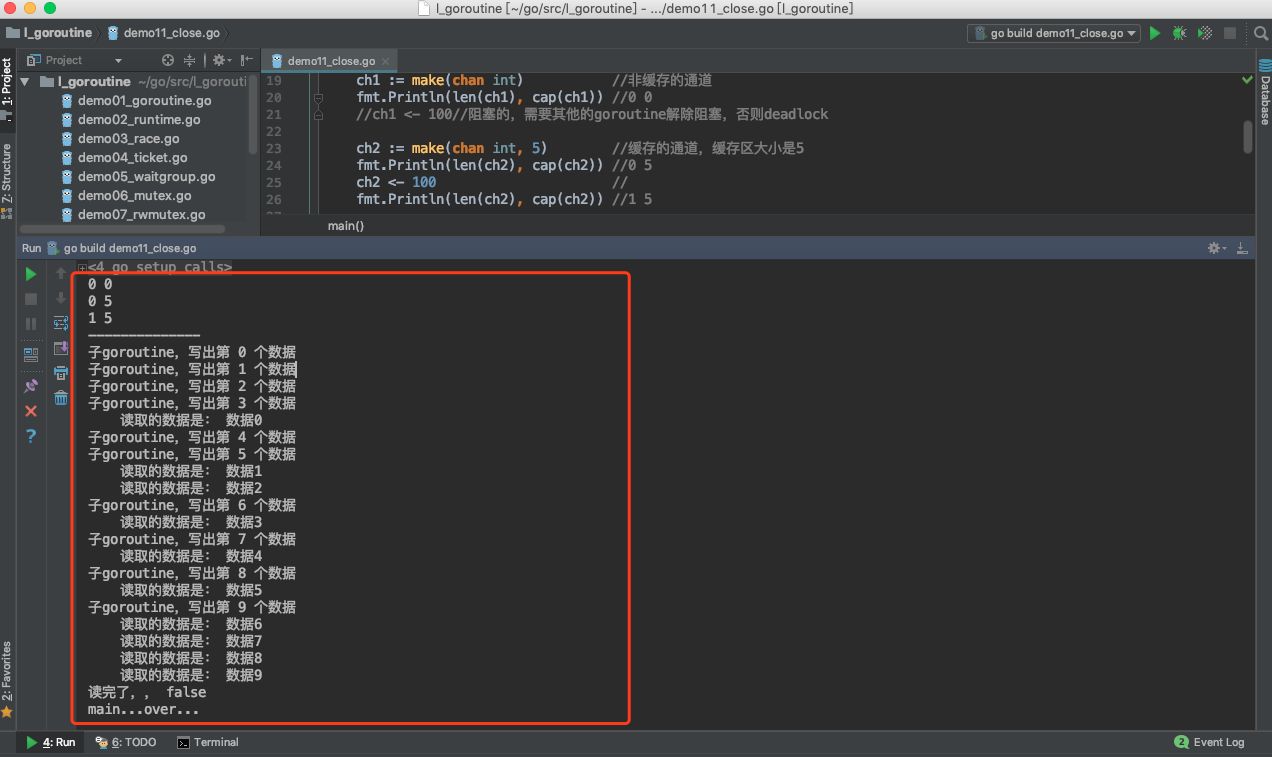 l_goroutine [~/go/src/l_goroutine] - .../demo11_close.go [l_goroutine]
l_goroutine
demo11_close.go
go build demo11_close.go
1: Project
Z: Structure
2: Favorites
Database
Project
l_goroutine ~/go/src/l_gorouti
demo01_goroutine.go
demo02_runtime.go
demo03_race.go
demo04_ticket.go
demo05_waitgroup.go
demo06_mutex.go
demo07_rwmutex.go
demo11_close.go
19 ch1 := make(chan int) //非缓存的通道
20 fmt.Println(len(ch1), cap(ch1)) //0 0
21 //ch1 <- 100//阻塞的，需要其他的goroutine解除阻塞，否则deadlock
22
23 ch2 := make(chan int, 5) //缓存的通道，缓存区大小是5
24 fmt.Println(len(ch2), cap(ch2)) //0 5
25 ch2 <- 100 //
26 fmt.Println(len(ch2), cap(ch2)) //1 5
main()
Run go build demo11_close.go
<4 go setup calls>
0 0
0 5
1 5
--------------
子goroutine，写出第 0 个数据
子goroutine，写出第 1 个数据
子goroutine，写出第 2 个数据
子goroutine，写出第 3 个数据
读取的数据是： 数据0
子goroutine，写出第 4 个数据
子goroutine，写出第 5 个数据
读取的数据是： 数据1
读取的数据是： 数据2
子goroutine，写出第 6 个数据
读取的数据是： 数据3
子goroutine，写出第 7 个数据
读取的数据是： 数据4
子goroutine，写出第 8 个数据
读取的数据是： 数据5
子goroutine，写出第 9 个数据
读取的数据是： 数据6
读取的数据是： 数据7
读取的数据是： 数据8
读取的数据是： 数据9
读完了，， false
main...over...
4: Run
6: TODO
Terminal
2 Event Log